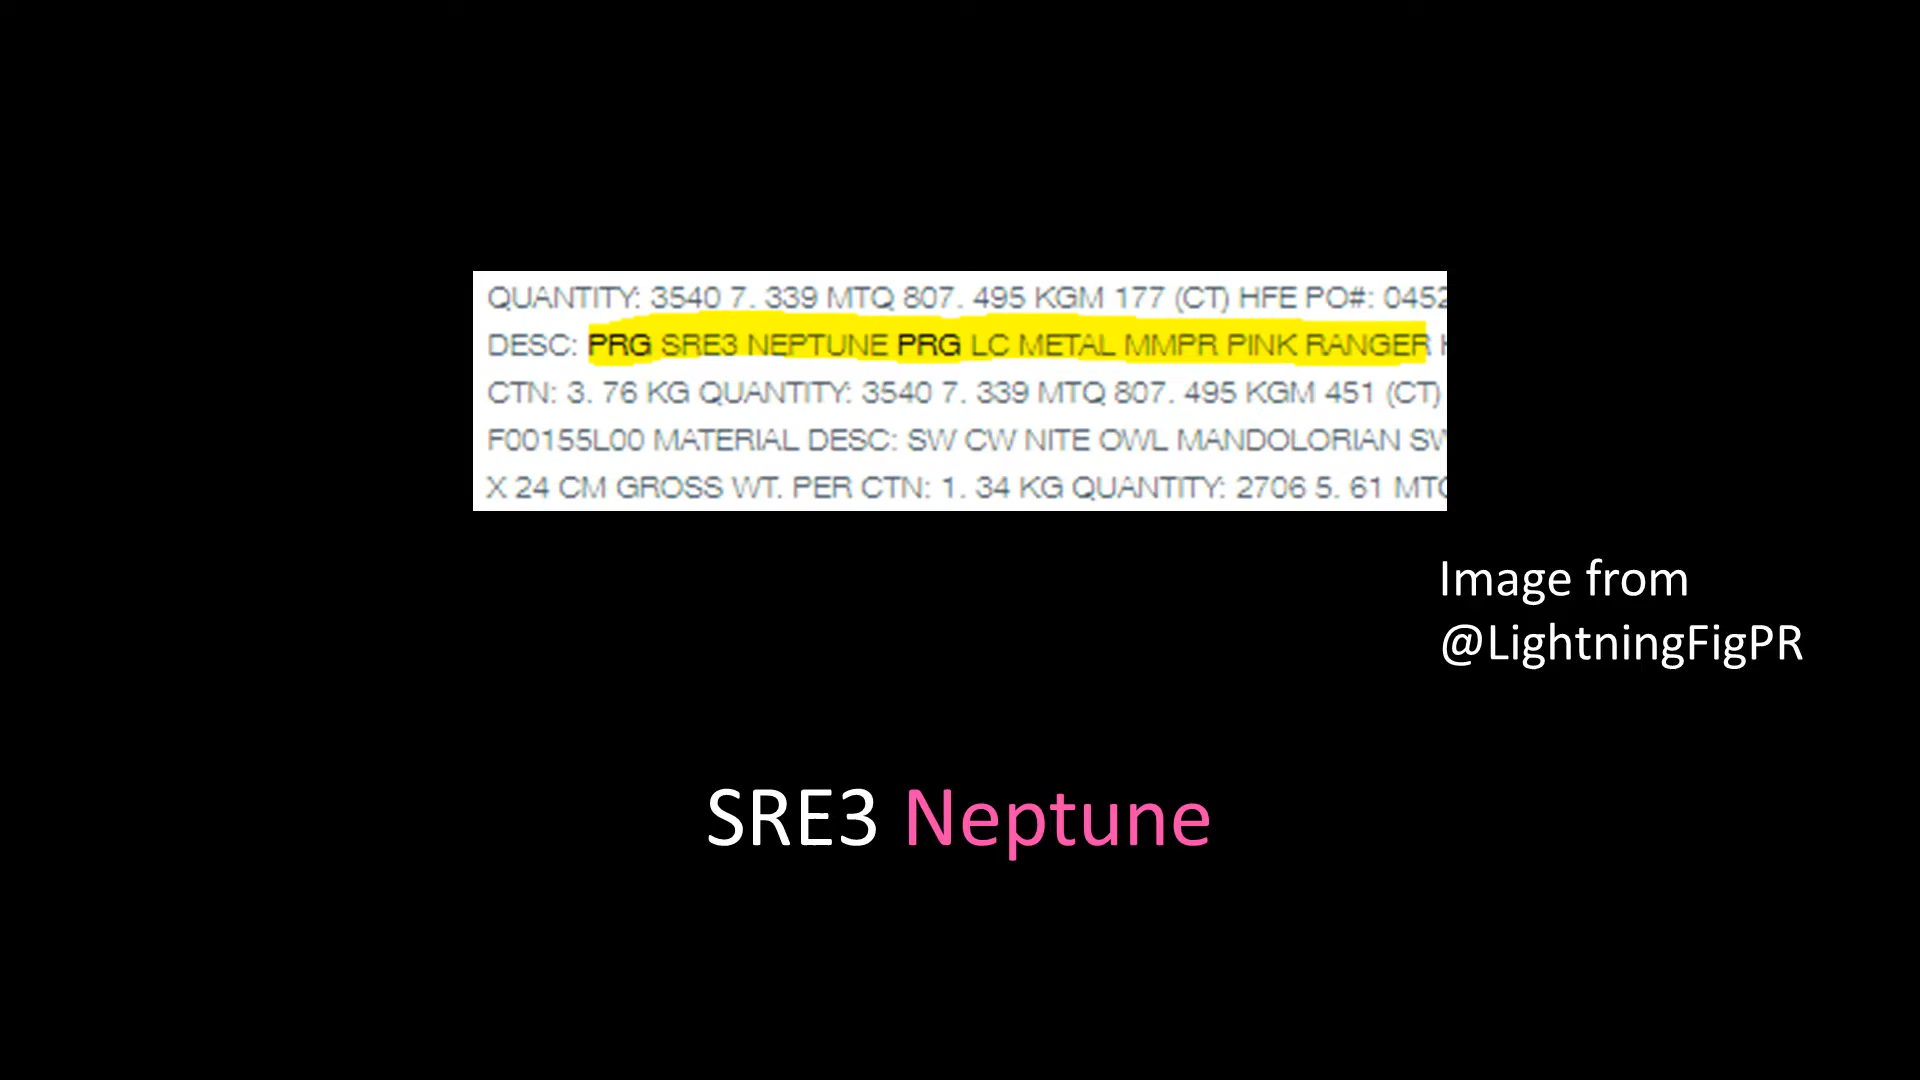 QUANTITY: 3540 7. 339 MTQ 807. 495 KGM 177 (CT) HFE PO#: 0452
DESC: PRG SRE3 NEPTUNE PRG LC METAL MMPR PINK RANGER
CTN: 3. 76 KG QUANTITY: 3540 7. 339 MTQ 807. 495 KGM 451 (CT)
F00155L00 MATERIAL DESC: SW CW NITE OWL MANDOLORIAN SW
X 24 CM GROSS WT. PER CTN: 1. 34 KG QUANTITY: 2706 5. 61 MTQ
Image from
@LightningFigPR
SRE3 Neptune